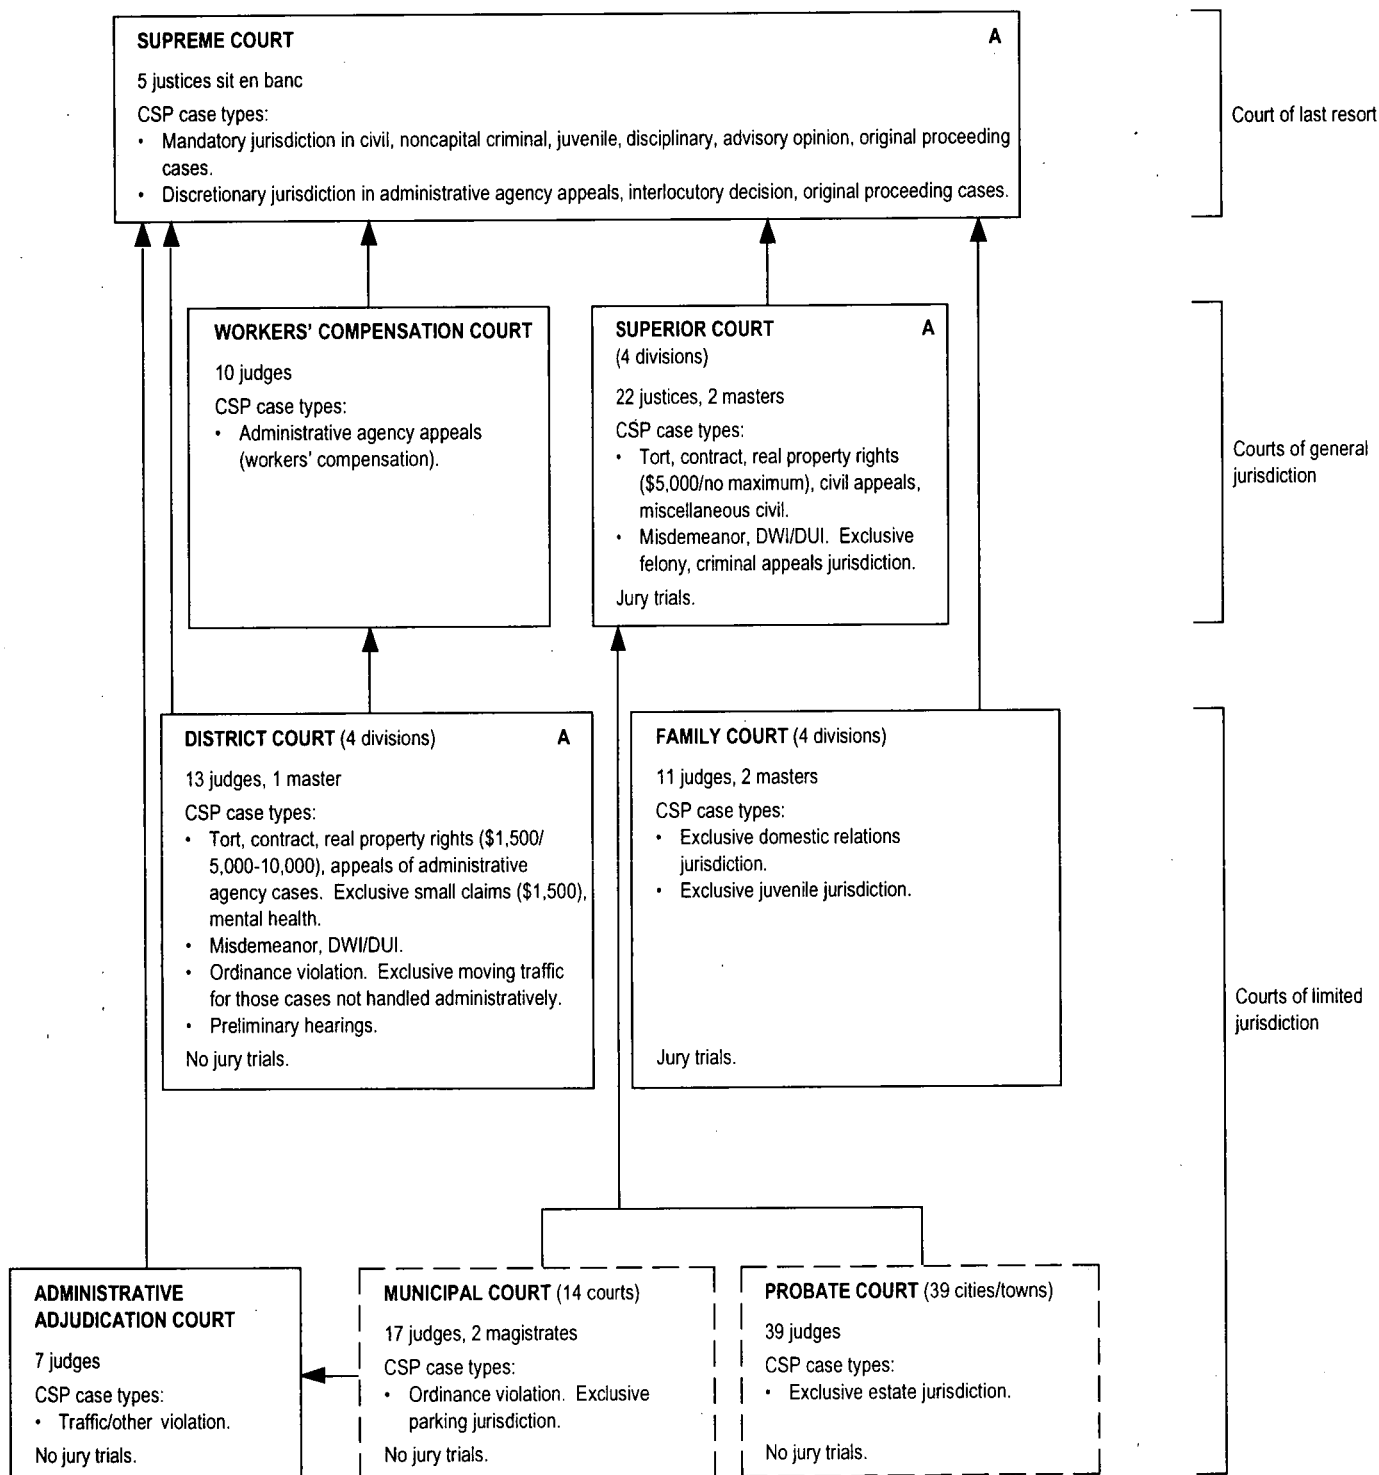 SUPREME COURT A
5 justices sit en banc
CSP case types:
• Mandatory jurisdiction in civil, noncapital criminal, juvenile, disciplinary, advisory opinion, original proceeding
cases.
• Discretionary jurisdiction in administrative agency appeals, interlocutory decision, original proceeding cases.
Court of last resort
WORKERS' COMPENSATION COURT
10 judges
CSP case types:
• Administrative agency appeals
(workers' compensation).
SUPERIOR COURT A
(4 divisions)
22 justices, 2 masters
CSP case types:
• Tort, contract, real property rights
($5,000/no maximum), civil appeals,
miscellaneous civil.
• Misdemeanor, DWI/DUI. Exclusive
felony, criminal appeals jurisdiction.
Jury trials.
Courts of general
jurisdiction
DISTRICT COURT (4 divisions) A
13 judges, 1 master
CSP case types:
• Tort, contract, real property rights ($1,500/
5,000-10,000), appeals of administrative
agency cases. Exclusive small claims ($1,500),
mental health.
• Misdemeanor, DWI/DUI.
• Ordinance violation. Exclusive moving traffic
for those cases not handled administratively.
• Preliminary hearings.
No jury trials.
FAMILY COURT (4 divisions)
11 judges, 2 masters
CSP case types:
• Exclusive domestic relations
jurisdiction.
• Exclusive juvenile jurisdiction.
Jury trials.
Courts of limited
jurisdiction
ADMINISTRATIVE
ADJUDICATION COURT
7 judges
CSP case types:
• Traffic/other violation.
No jury trials.
MUNICIPAL COURT (14 courts)
17 judges, 2 magistrates
CSP case types:
• Ordinance violation. Exclusive
parking jurisdiction.
No jury trials.
PROBATE COURT (39 cities/towns)
39 judges
CSP case types:
• Exclusive estate jurisdiction.
No jury trials.